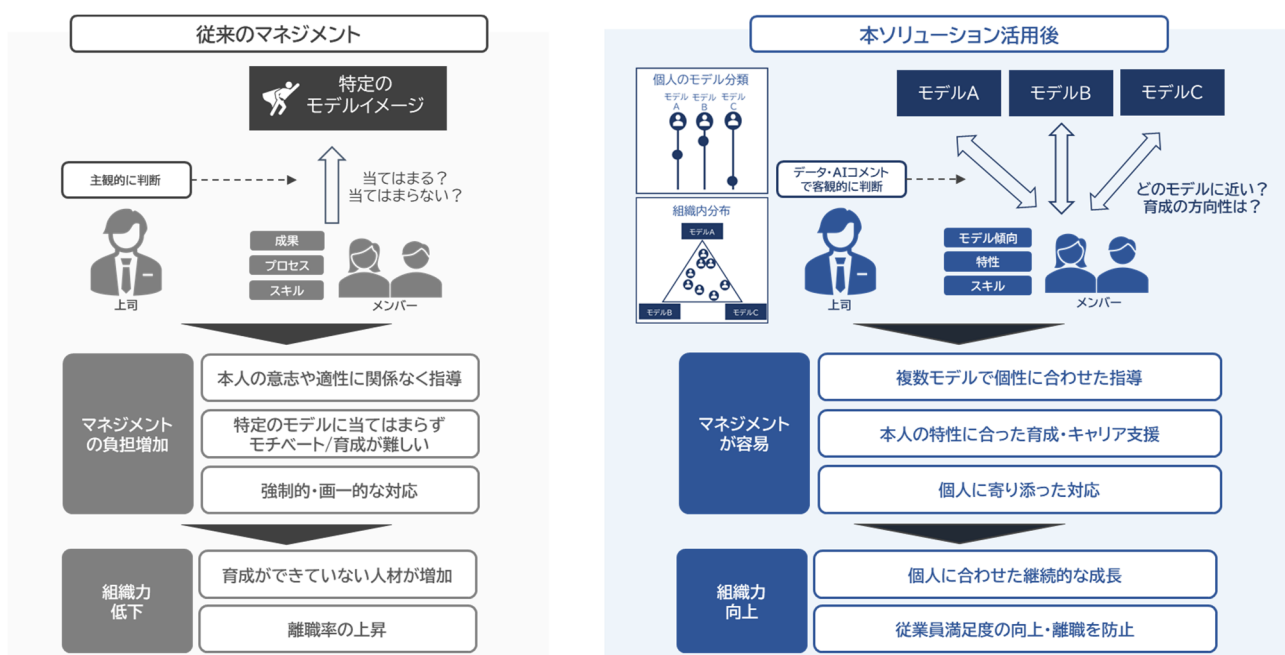 従来のマネジメント
特定の
モデルイメージ
主観的に判断
当てはまる？
当てはまらない？
成果
プロセス
スキル
上司
メンバー
マネジメント
の負担増加
本人の意志や適性に関係なく指導
特定のモデルに当てはまらず
モチベート/育成が難しい
強制的・画一的な対応
組織力
低下
育成ができていない人材が増加
離職率の上昇
本ソリューション活用後
個人のモデル分類
モデル モデル モデル
A B C
組織内分布
モデルA
モデルB
モデルC
モデルA
モデルB
モデルC
データ・AIコメント
で客観的に判断
どのモデルに近い？
育成の方向性は？
モデル傾向
特性
スキル
上司
メンバー
マネジメント
が容易
複数モデルで個性に合わせた指導
本人の特性に合った育成・キャリア支援
個人に寄り添った対応
組織力
向上
個人に合わせた継続的な成長
従業員満足度の向上・離職を防止